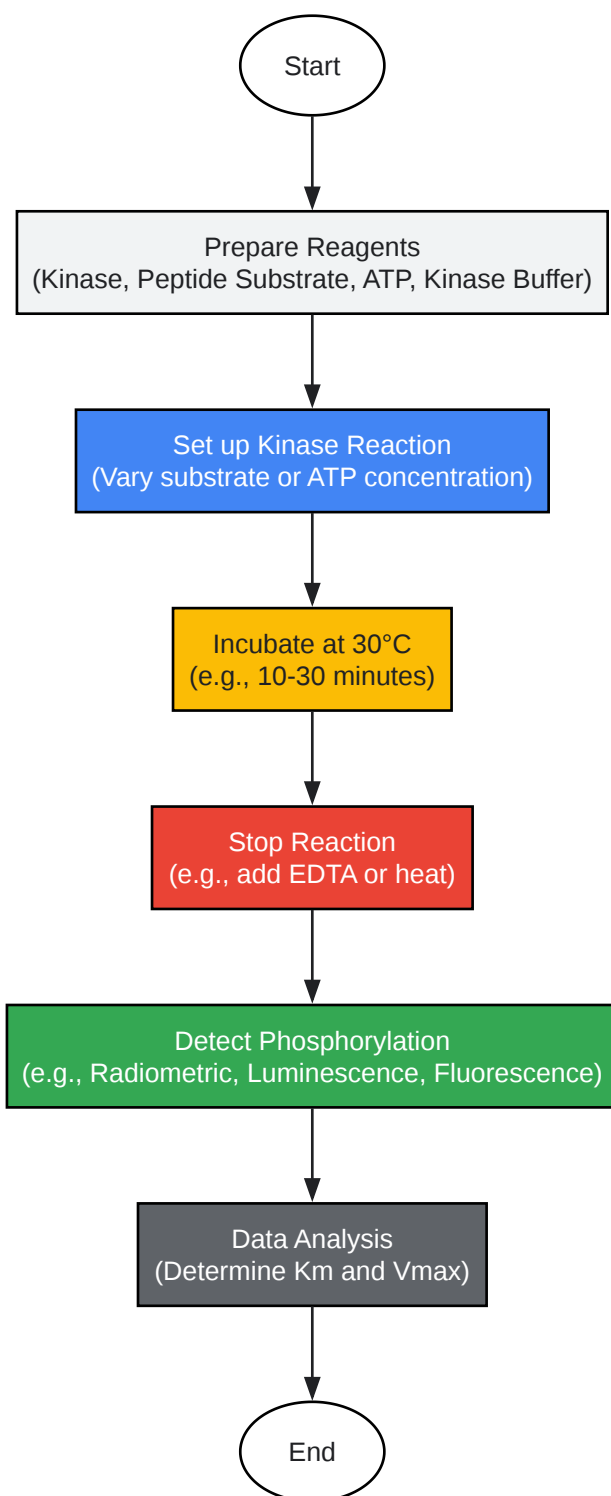 Start
Prepare Reagents
(Kinase, Peptide Substrate, ATP, Kinase Buffer)
Set up Kinase Reaction
(Vary substrate or ATP concentration)
Incubate at 30°C
(e.g., 10-30 minutes)
Stop Reaction
(e.g., add EDTA or heat)
Detect Phosphorylation
(e.g., Radiometric, Luminescence, Fluorescence)
Data Analysis
(Determine Km and Vmax)
End